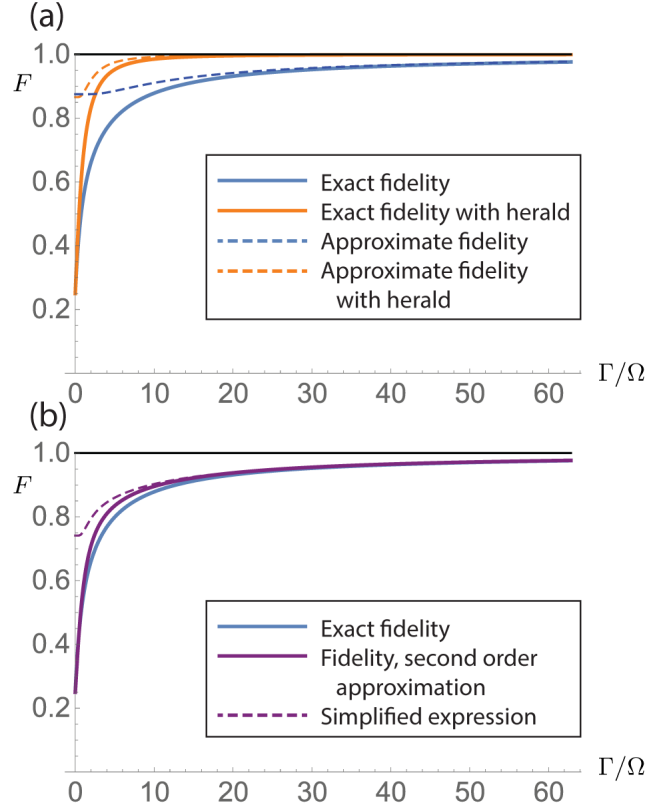 (a)
1.0
F
0.8
0.6
0.4
0.2
Exact fidelity
Exact fidelity with herald
Approximate fidelity
Approximate fidelity
with herald
Γ/Ω
0 10 20 30 40 50 60
(b)
1.0
F
0.8
0.6
0.4
0.2
Exact fidelity
Fidelity, second order
approximation
Simplified expression
Γ/Ω
0 10 20 30 40 50 60